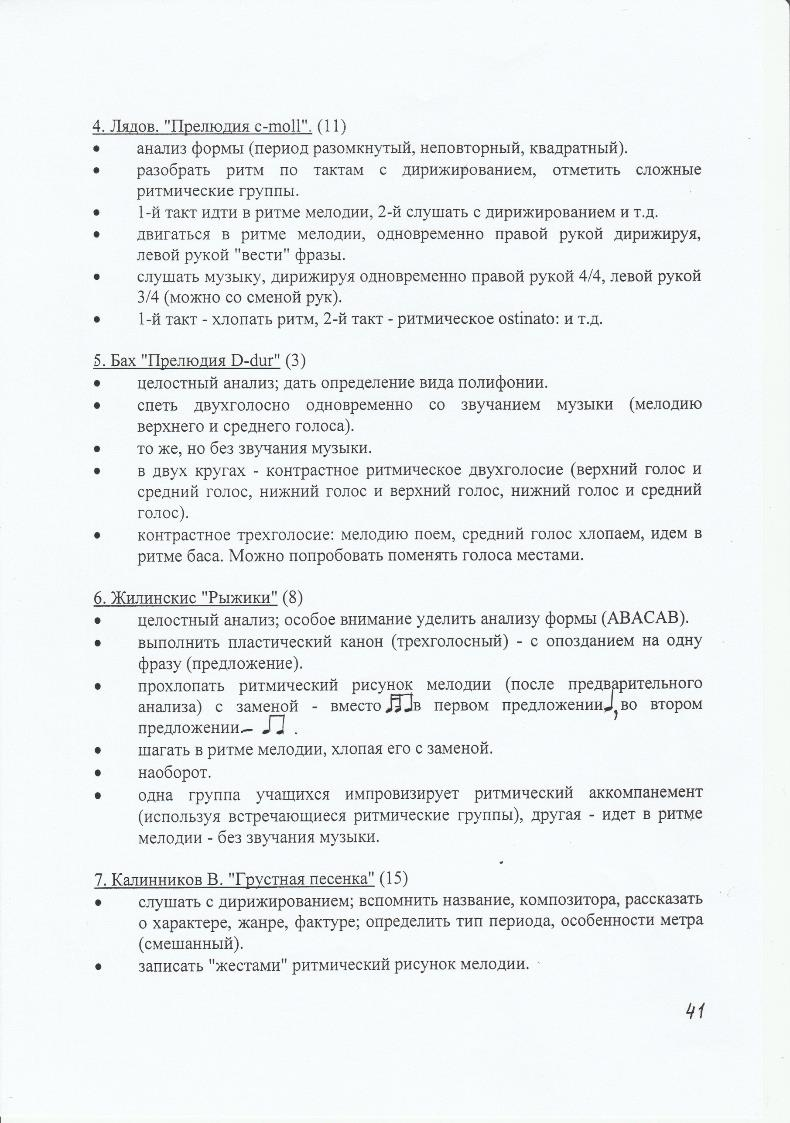 4. Лядов. "Прелюдия c-moll". (11)
• анализ формы (период разомкнутый, неповторный, квадратный).
• разобрать ритм по тактам с дирижированием, отметить сложные
ритмические группы.
• 1-й такт идти в ритме мелодии, 2-й слушать с дирижированием и т.д.
• двигаться в ритме мелодии, одновременно правой рукой дирижируя,
левой рукой "вести" фразы.
• слушать музыку, дирижируя одновременно правой рукой 4/4, левой рукой
3/4 (можно со сменой рук).
• 1-й такт - хлопать ритм, 2-й такт - ритмическое ostinato: и т.д.
5. Бах "Прелюдия D-dur" (3)
• целостный анализ; дать определение вида полифонии.
• спеть двухголосно одновременно со звучанием музыки (мелодию
верхнего и среднего голоса).
• то же, но без звучания музыки.
• в двух кругах - контрастное ритмическое двухголосие (верхний голос и
средний голос, нижний голос и верхний голос, нижний голос и средний
голос).
• контрастное трехголосие: мелодию поем, средний голос хлопаем, идем в
ритме баса. Можно попробовать поменять голоса местами.
6. Жилинскис "Рыжики" (8)
• целостный анализ; особое внимание уделить анализу формы (АВАСАВ).
• выполнить пластический канон (трехголосный) - с опозданием на одну
фразу (предложение).
• прохлопать ритмический рисунок мелодии (после предварительного
анализа) с заменой - вместо в первом предложении , во втором
предложении - .
• шагать в ритме мелодии, хлопая его с заменой.
• наоборот.
• одна группа учащихся импровизирует ритмический аккомпанемент
(используя встречающиеся ритмические группы), другая - идет в ритме
мелодии - без звучания музыки.
7. Калинников В. "Грустная песенка" (15)
• слушать с дирижированием; вспомнить название, композитора, рассказать
о характере, жанре, фактуре; определить тип периода, особенности метра
(смешанный).
• записать "жестами" ритмический рисунок мелодии.
41